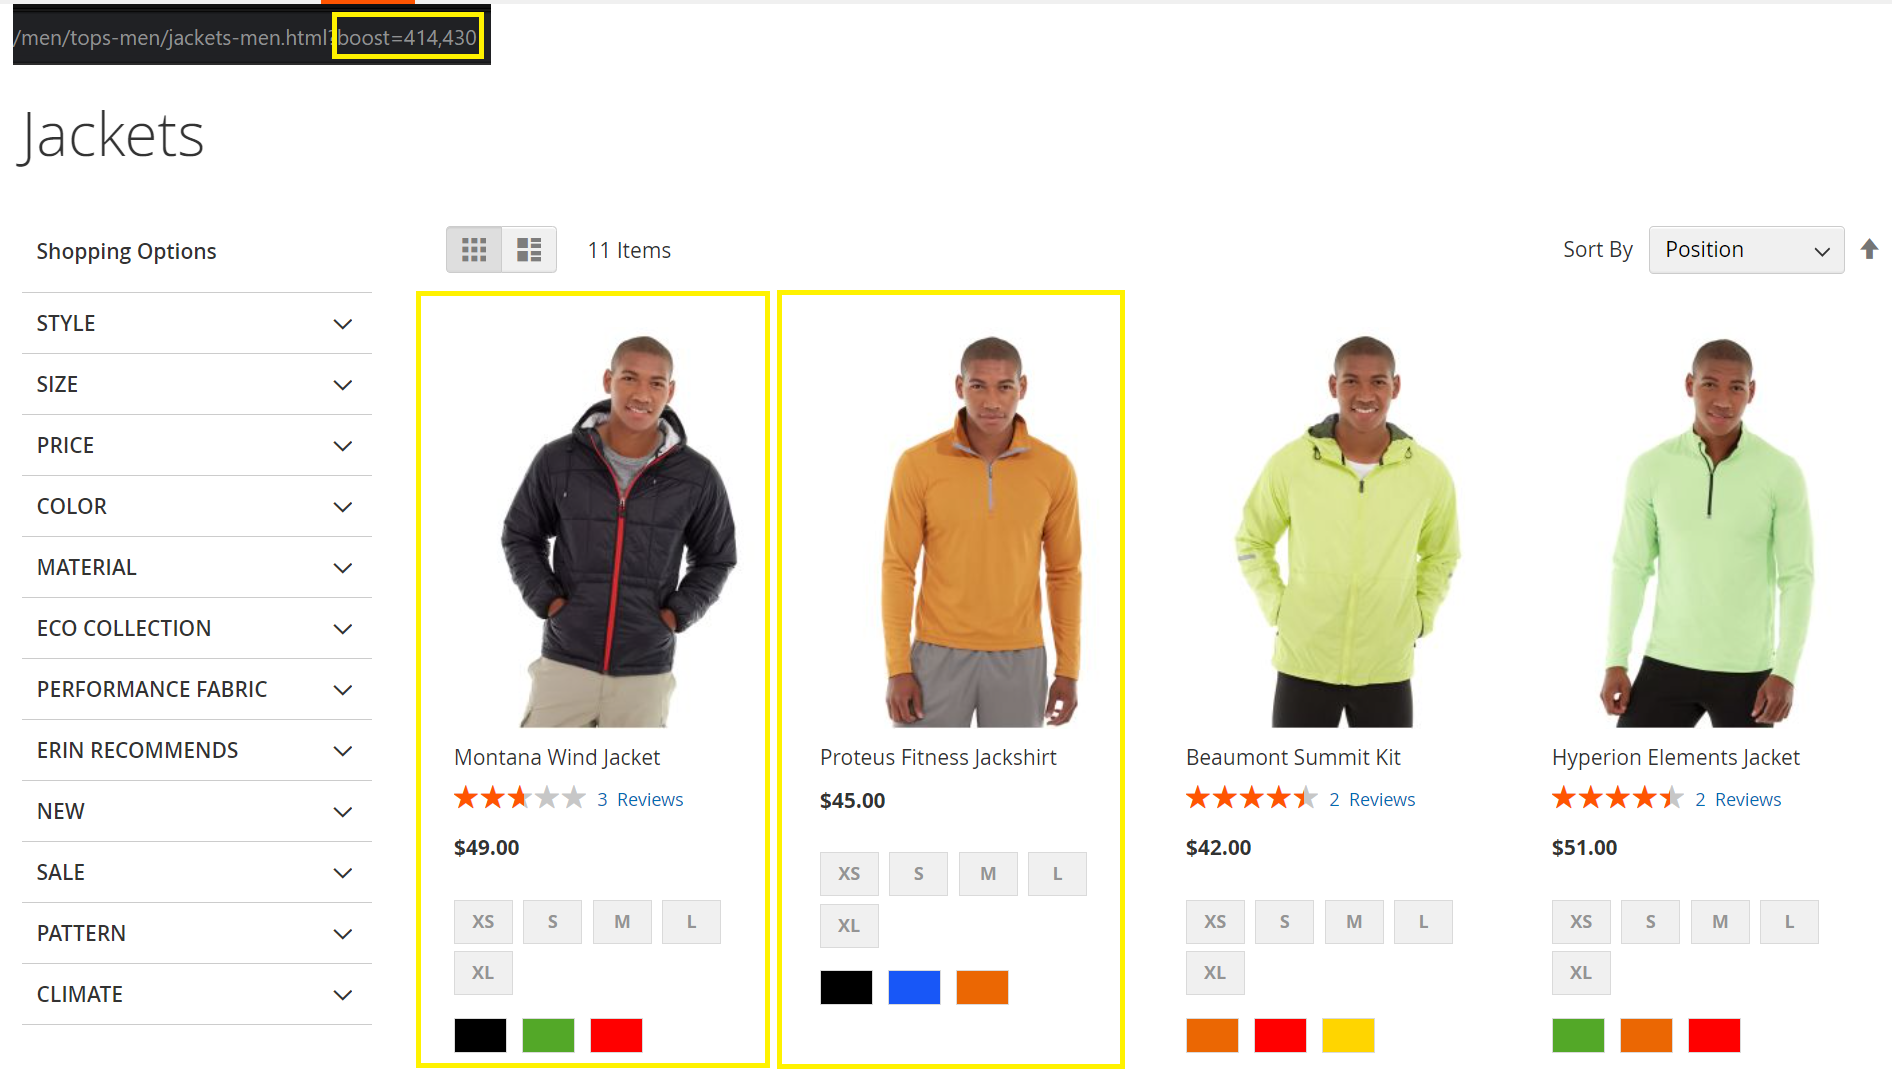 /men/tops-men/jackets-men.html?boost=414,430
Jackets
Shopping Options
11 Items
Sort By Position
STYLE
SIZE
PRICE
COLOR
MATERIAL
ECO COLLECTION
PERFORMANCE FABRIC
ERIN RECOMMENDS
NEW
SALE
PATTERN
CLIMATE
Montana Wind Jacket
3 Reviews
$49.00
XS S M L
XL
Proteus Fitness Jackshirt
$45.00
XS S M L
XL
Beaumont Summit Kit
2 Reviews
$42.00
XS S M L
XL
Hyperion Elements Jacket
2 Reviews
$51.00
XS S M L
XL